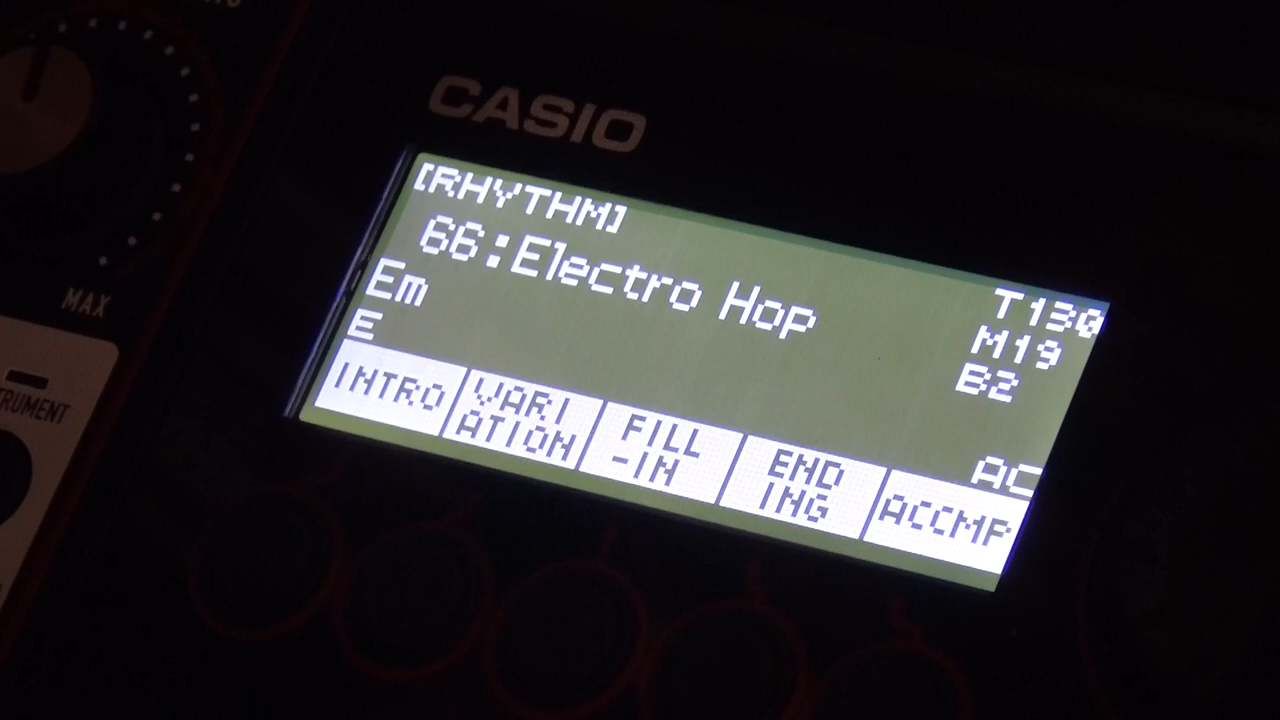 CASIO
[RHYTHM]
66:Electro Hop
T130
Em
M19
E
B2
AC
INTRO
VARI
ATION
FILL
-IN
END
ING
ACCMP
MAX